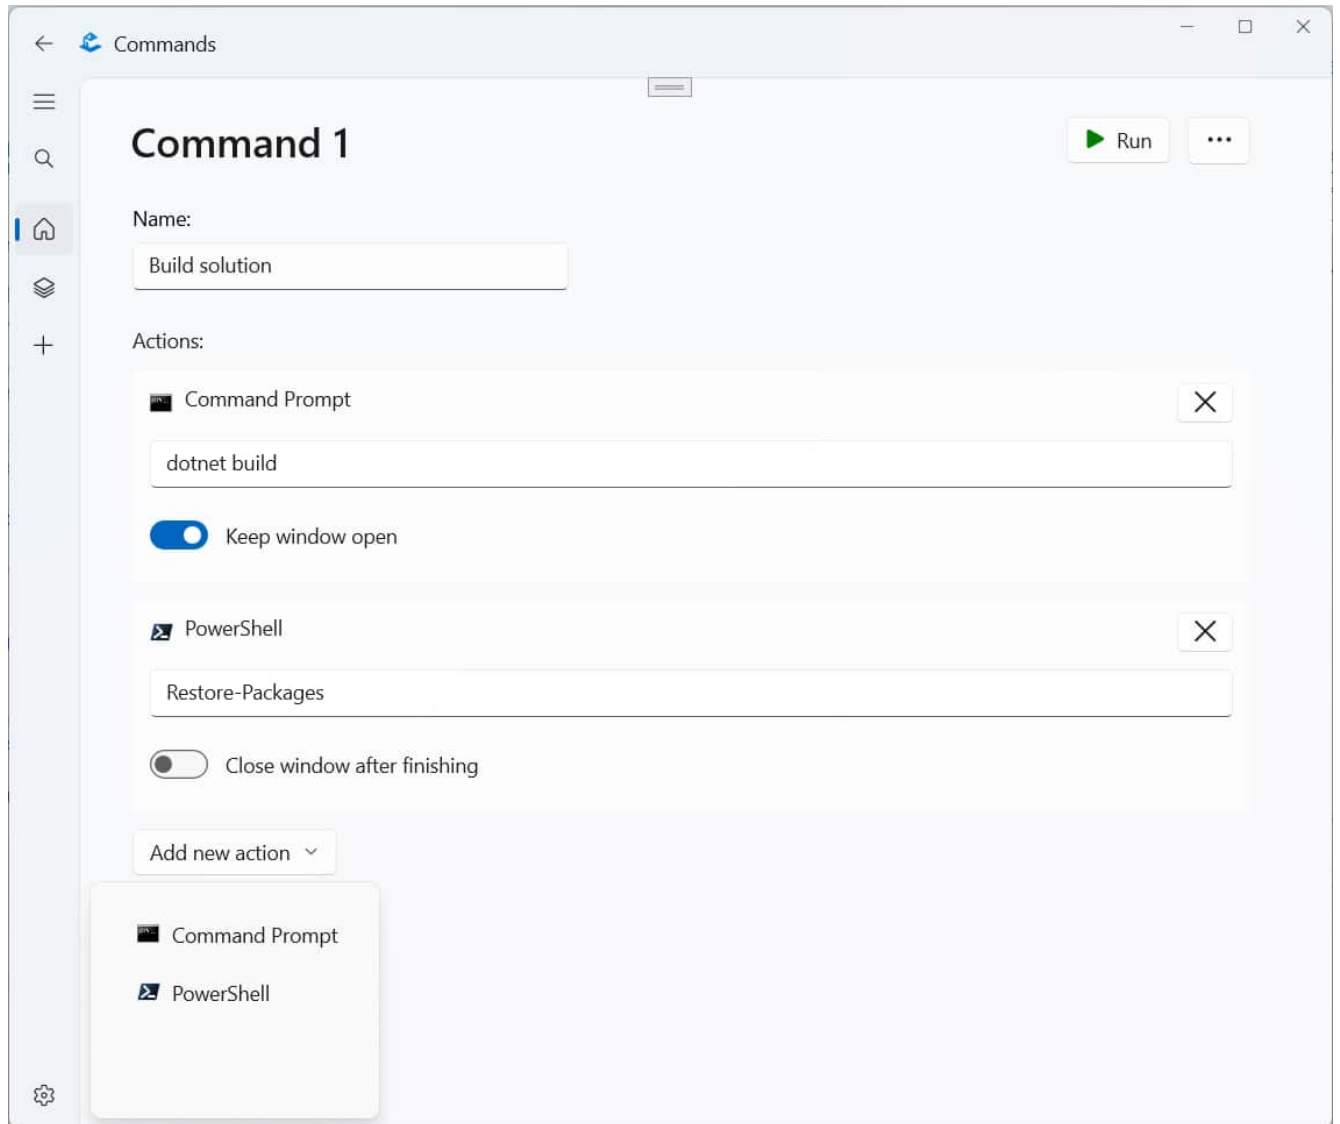 Commands
Command 1
Run
Name:
Build solution
Actions:
Command Prompt
dotnet build
Keep window open
PowerShell
Restore-Packages
Close window after finishing
Add new action
Command Prompt
PowerShell